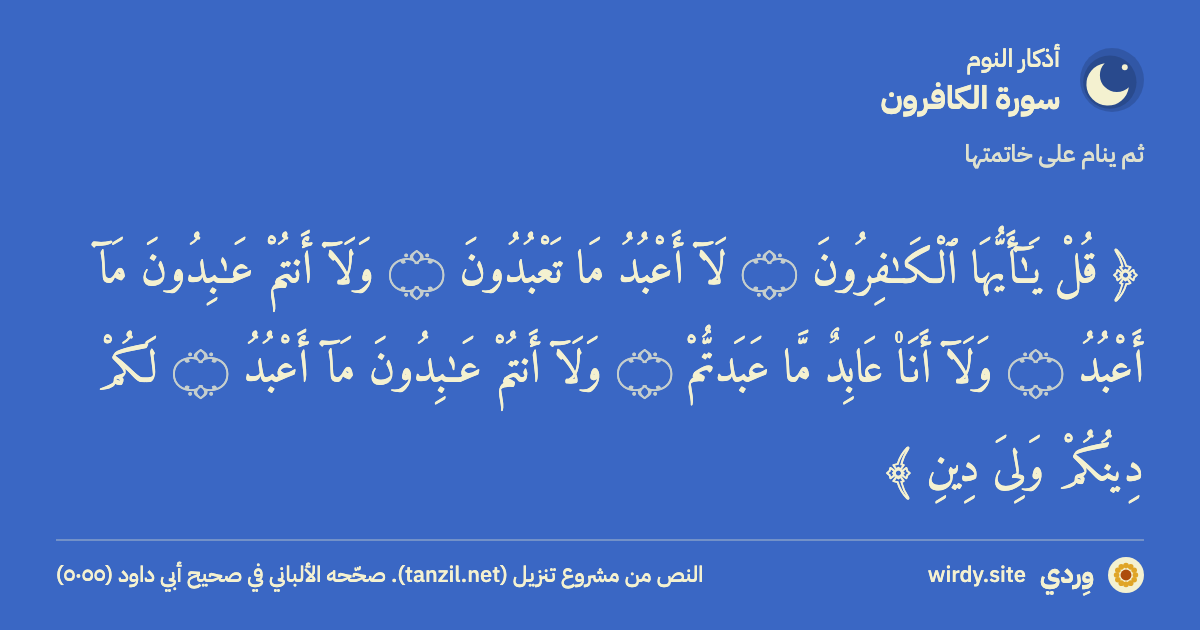 أذكار النوم
سورة الكافرون
ثم ينام على خاتمتها
﴿ قُلْ يَـٰٓأَيُّهَا ٱلْكَـٰفِرُونَ ۝ لَآ أَعْبُدُ مَا تَعْبُدُونَ ۝ وَلَآ أَنتُمْ عَـٰبِدُونَ مَآ
أَعْبُدُ ۝ وَلَآ أَنَا۠ عَابِدٌ مَّا عَبَدتُّمْ ۝ وَلَآ أَنتُمْ عَـٰبِدُونَ مَآ أَعْبُدُ ۝ لَكُمْ
دِينُكُمْ وَلِىَ دِينِ ﴾
وِردي wirdy.site
النص من مشروع تنزيل (tanzil.net). صحّحه الألباني في صحيح أبي داود (٥٠٥٥)